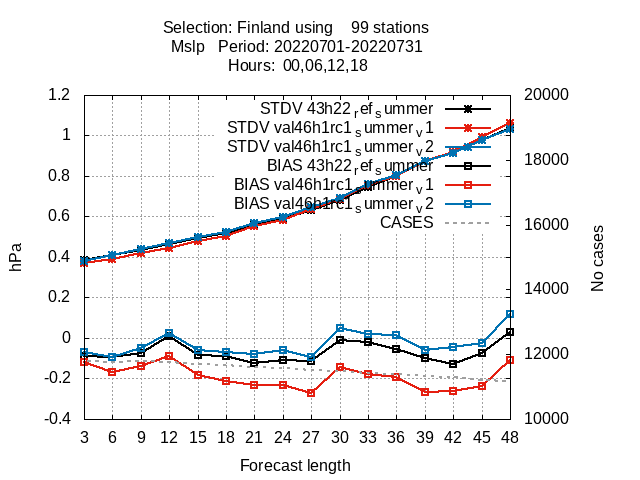 Selection: Finland using    99 stations
Mslp   Period: 20220701-20220731
Hours: 00,06,12,18
1.2
1
0.8
0.6
0.4
0.2
0
-0.2
-0.4
hPa
STDV 43h22_ref_summer
STDV val46h1rc1_summer_v1
STDV val46h1rc1_summer_v2
BIAS 43h22_ref_summer
BIAS val46h1rc1_summer_v1
BIAS val46h1rc1_summer_v2
CASES
20000
18000
16000
14000
12000
10000
No cases
3 6 9 12 15 18 21 24 27 30 33 36 39 42 45 48
Forecast length